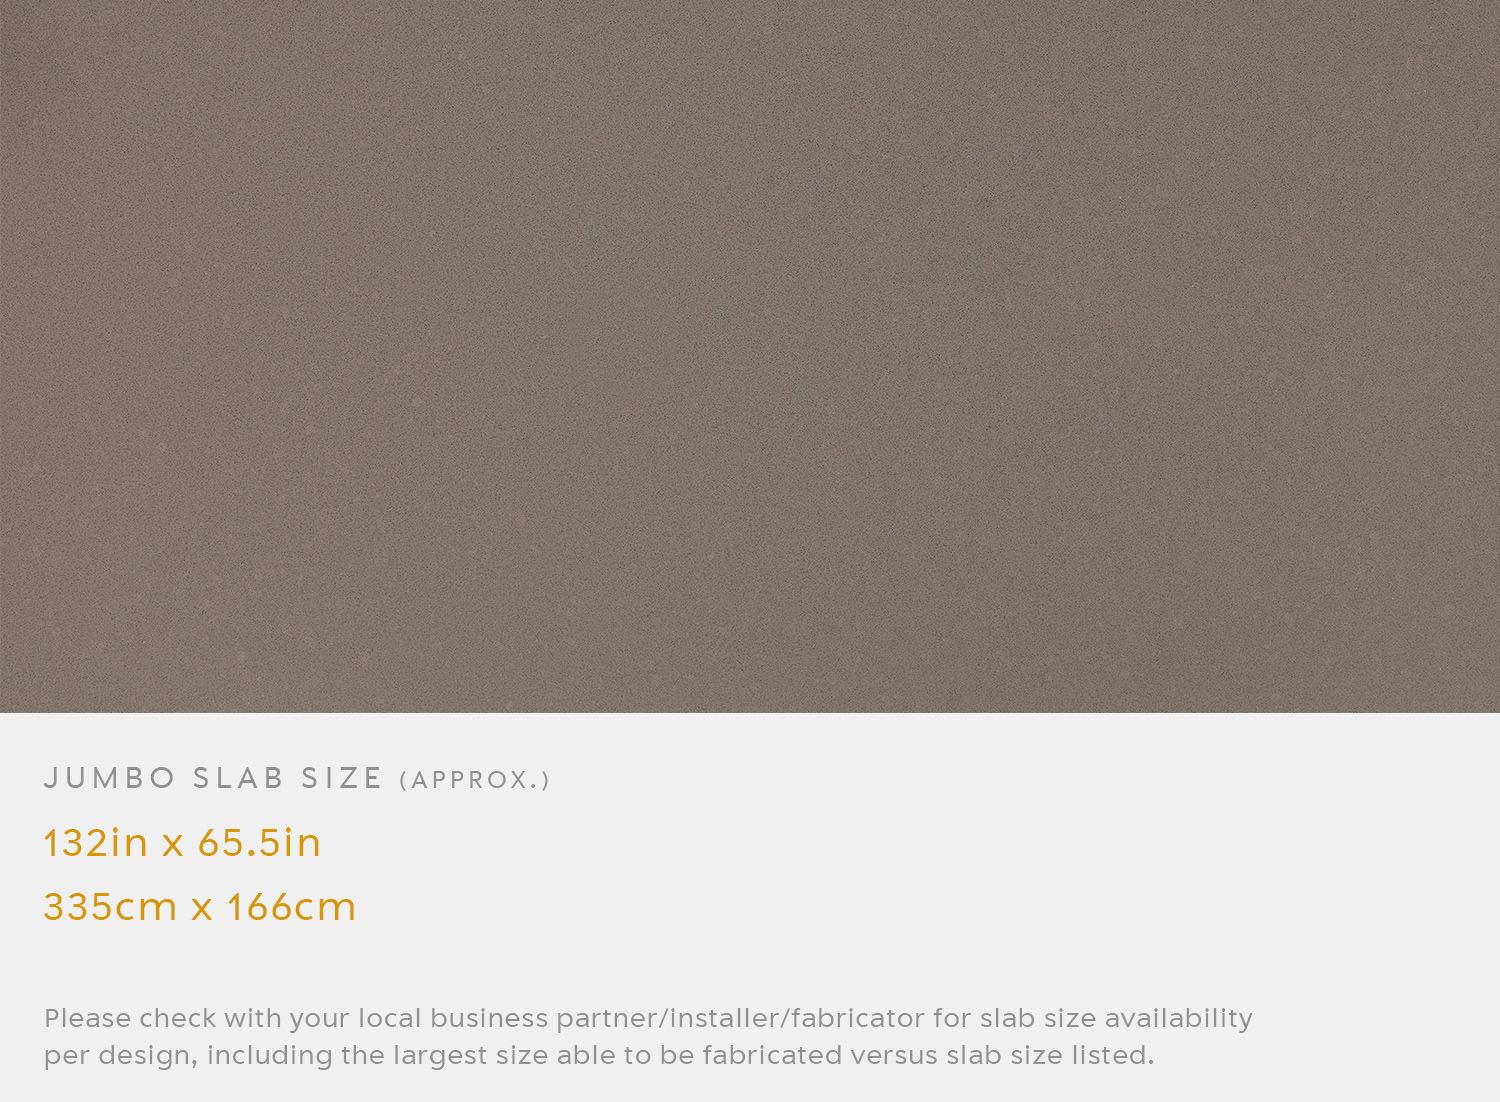 JUMBO SLAB SIZE (APPROX.)
132in x 65.5in
335cm x 166cm
Please check with your local business partner/installer/fabricator for slab size availability
per design, including the largest size able to be fabricated versus slab size listed.